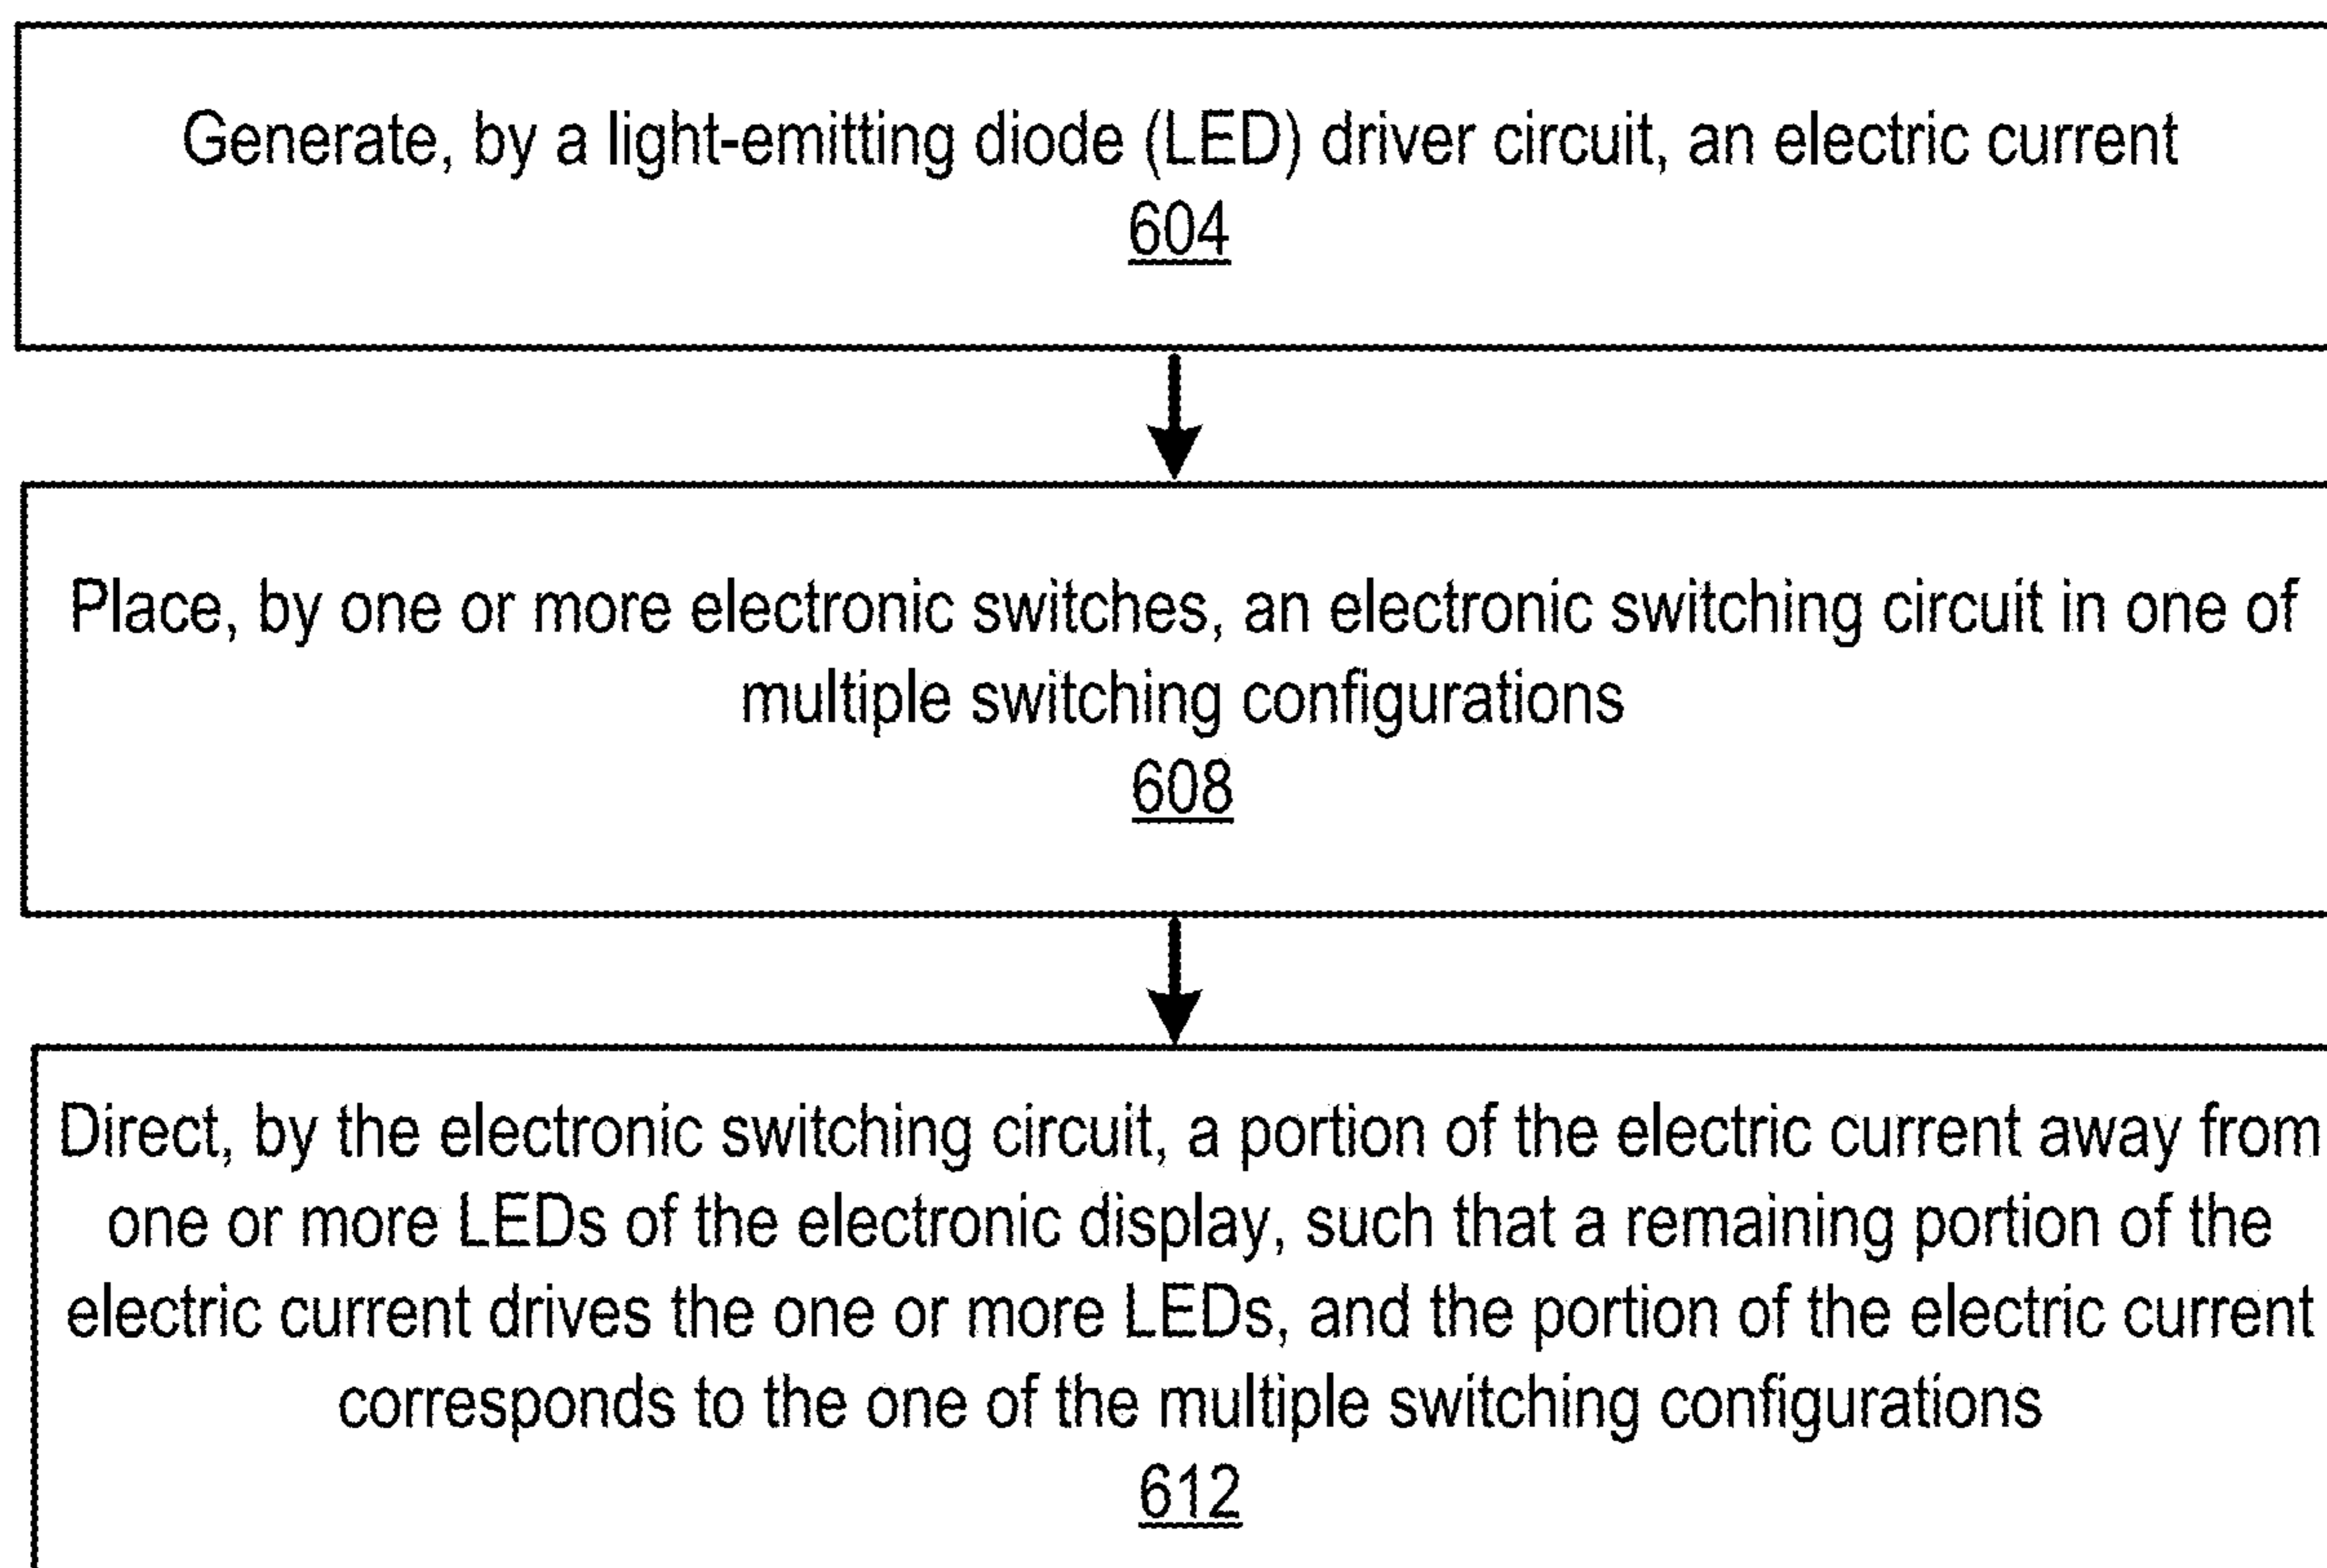 Generate, by a light-emitting diode (LED) driver circuit, an electric current
604
Place, by one or more electronic switches, an electronic switching circuit in one of
multiple switching configurations
608
Direct, by the electronic switching circuit, a portion of the electric current away from
one or more LEDs of the electronic display, such that a remaining portion of the
electric current drives the one or more LEDs, and the portion of the electric current
corresponds to the one of the multiple switching configurations
612